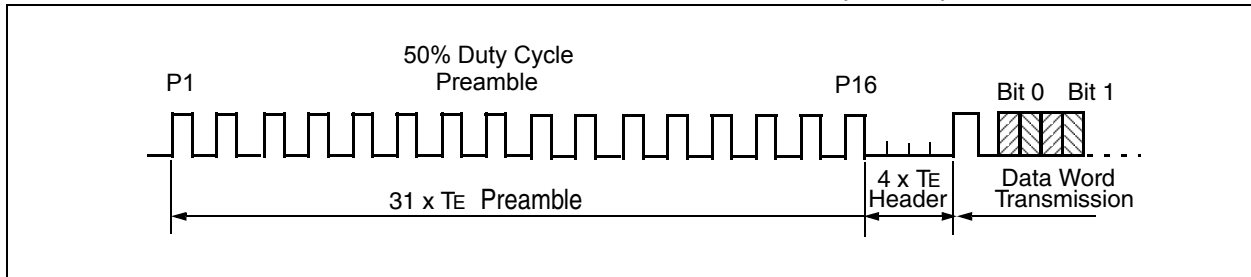 50% Duty Cycle
Preamble
P1
P16
Bit 0 Bit 1
31 x TE Preamble
4 x TE
Header
Data Word
Transmission